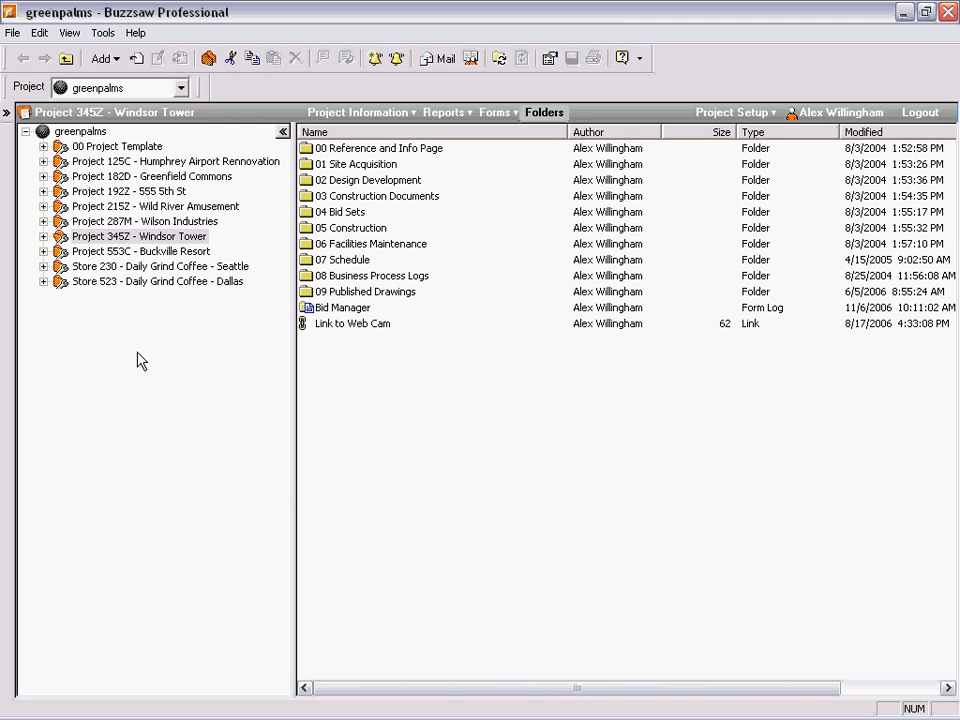 greenpalms - Buzzsaw Professional
File Edit View Tools Help
Add Mail
Project greenpalms
Project 345Z - Windsor Tower Project Information Reports Forms Folders Project Setup Alex Willingham Logout
greenpalms
00 Project Template
Project 125C - Humphrey Airport Rennovation
Project 182D - Greenfield Commons
Project 192Z - 555 5th St
Project 215Z - Wild River Amusement
Project 287M - Wilson Industries
Project 345Z - Windsor Tower
Project 553C - Buckville Resort
Store 230 - Daily Grind Coffee - Seattle
Store 523 - Daily Grind Coffee - Dallas
Name Author Size Type Modified
00 Reference and Info Page Alex Willingham Folder 8/3/2004 1:52:58 PM
01 Site Acquisition Alex Willingham Folder 8/3/2004 1:53:26 PM
02 Design Development Alex Willingham Folder 8/3/2004 1:53:36 PM
03 Construction Documents Alex Willingham Folder 8/3/2004 1:54:35 PM
04 Bid Sets Alex Willingham Folder 8/3/2004 1:55:17 PM
05 Construction Alex Willingham Folder 8/3/2004 1:55:32 PM
06 Facilities Maintenance Alex Willingham Folder 8/3/2004 1:57:10 PM
07 Schedule Alex Willingham Folder 4/15/2005 9:02:50 AM
08 Business Process Logs Alex Willingham Folder 8/25/2004 11:56:08 AM
09 Published Drawings Alex Willingham Folder 6/5/2006 8:55:24 AM
Bid Manager Alex Willingham Form Log 11/6/2006 10:11:02 AM
Link to Web Cam Alex Willingham 62 Link 8/17/2006 4:33:08 PM
NUM